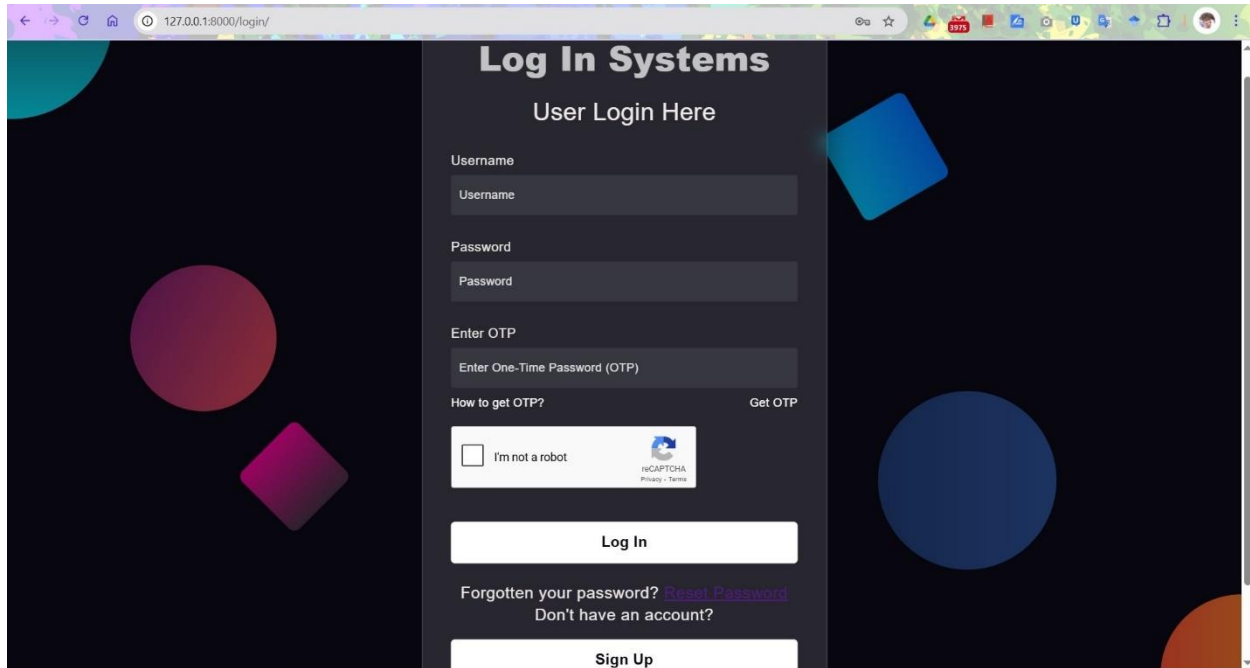 127.0.0.1:8000/login/
3975
Log In Systems
User Login Here
Username
Username
Password
Password
Enter OTP
Enter One-Time Password (OTP)
How to get OTP? Get OTP
I'm not a robot
reCAPTCHA
Privacy - Terms
Log In
Forgotten your password? Reset Password
Don't have an account?
Sign Up